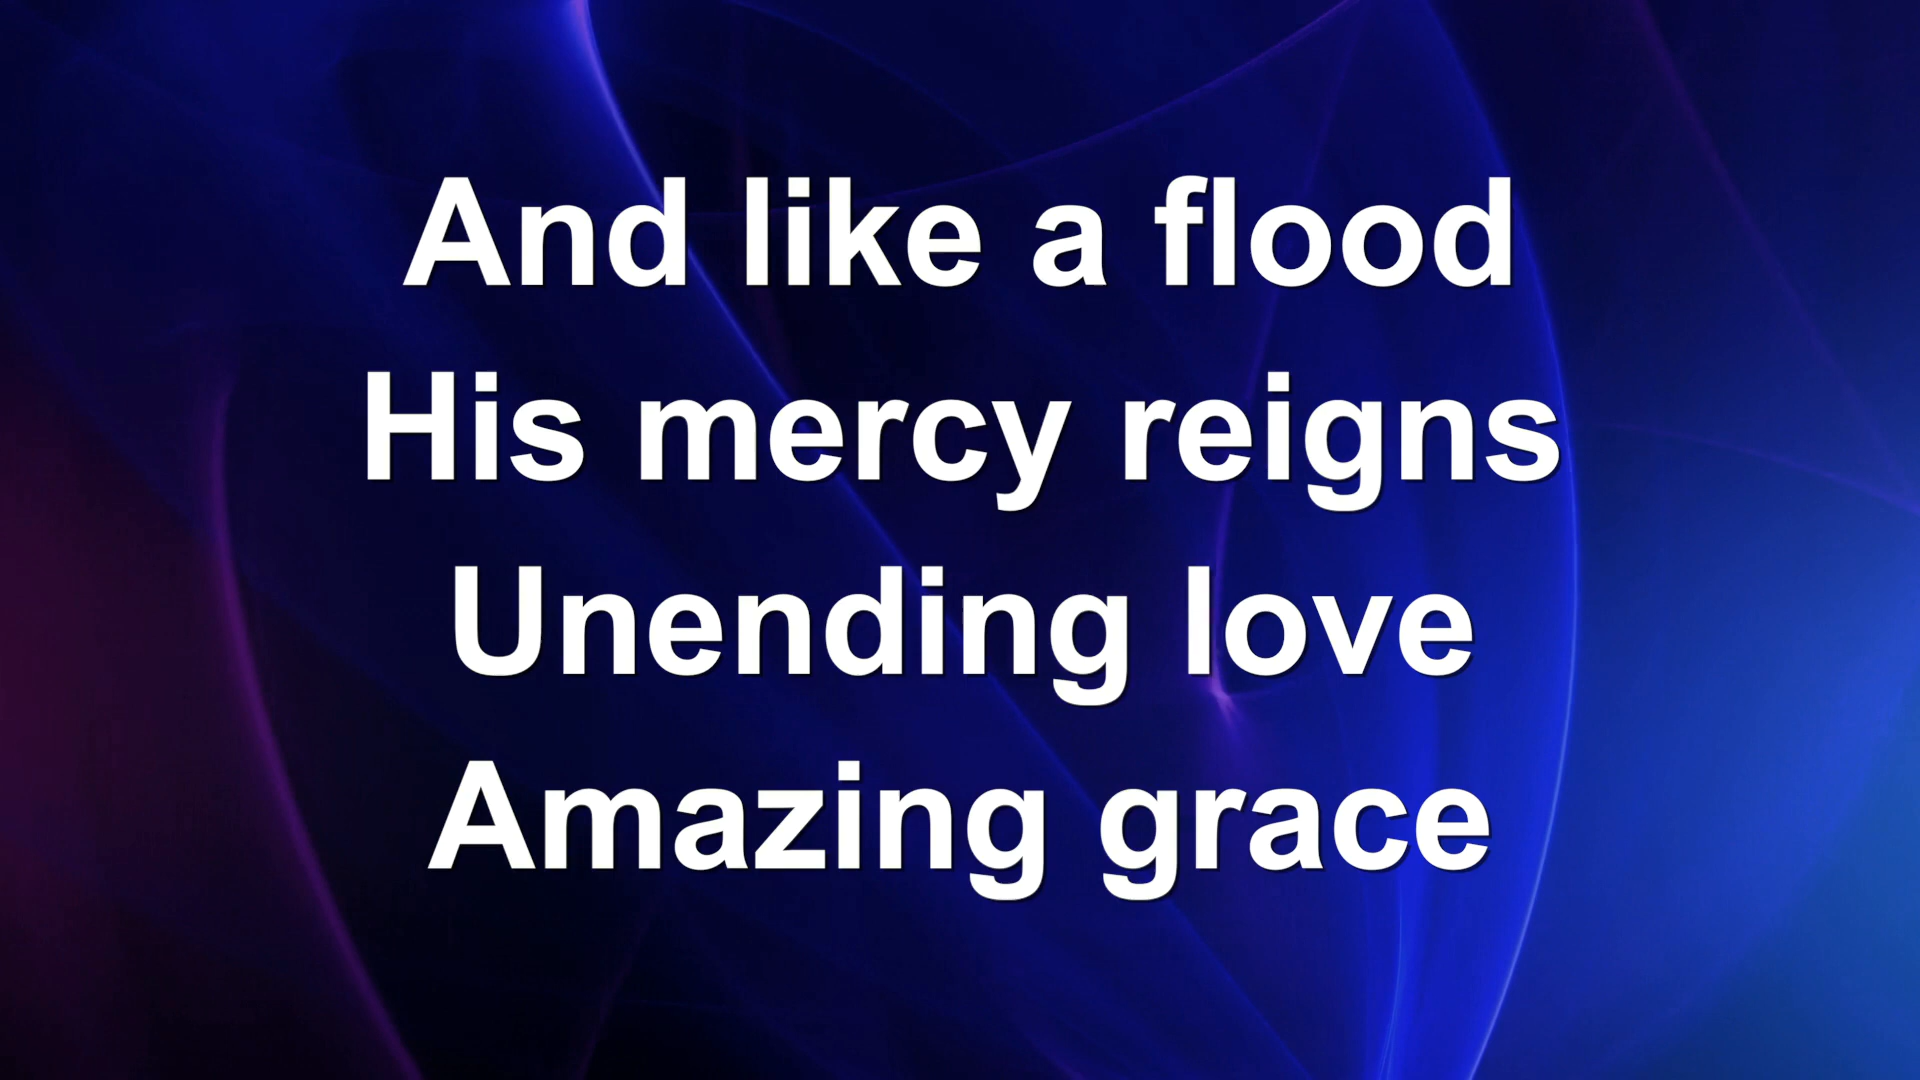 And like a flood
His mercy reigns
Unending love
Amazing grace